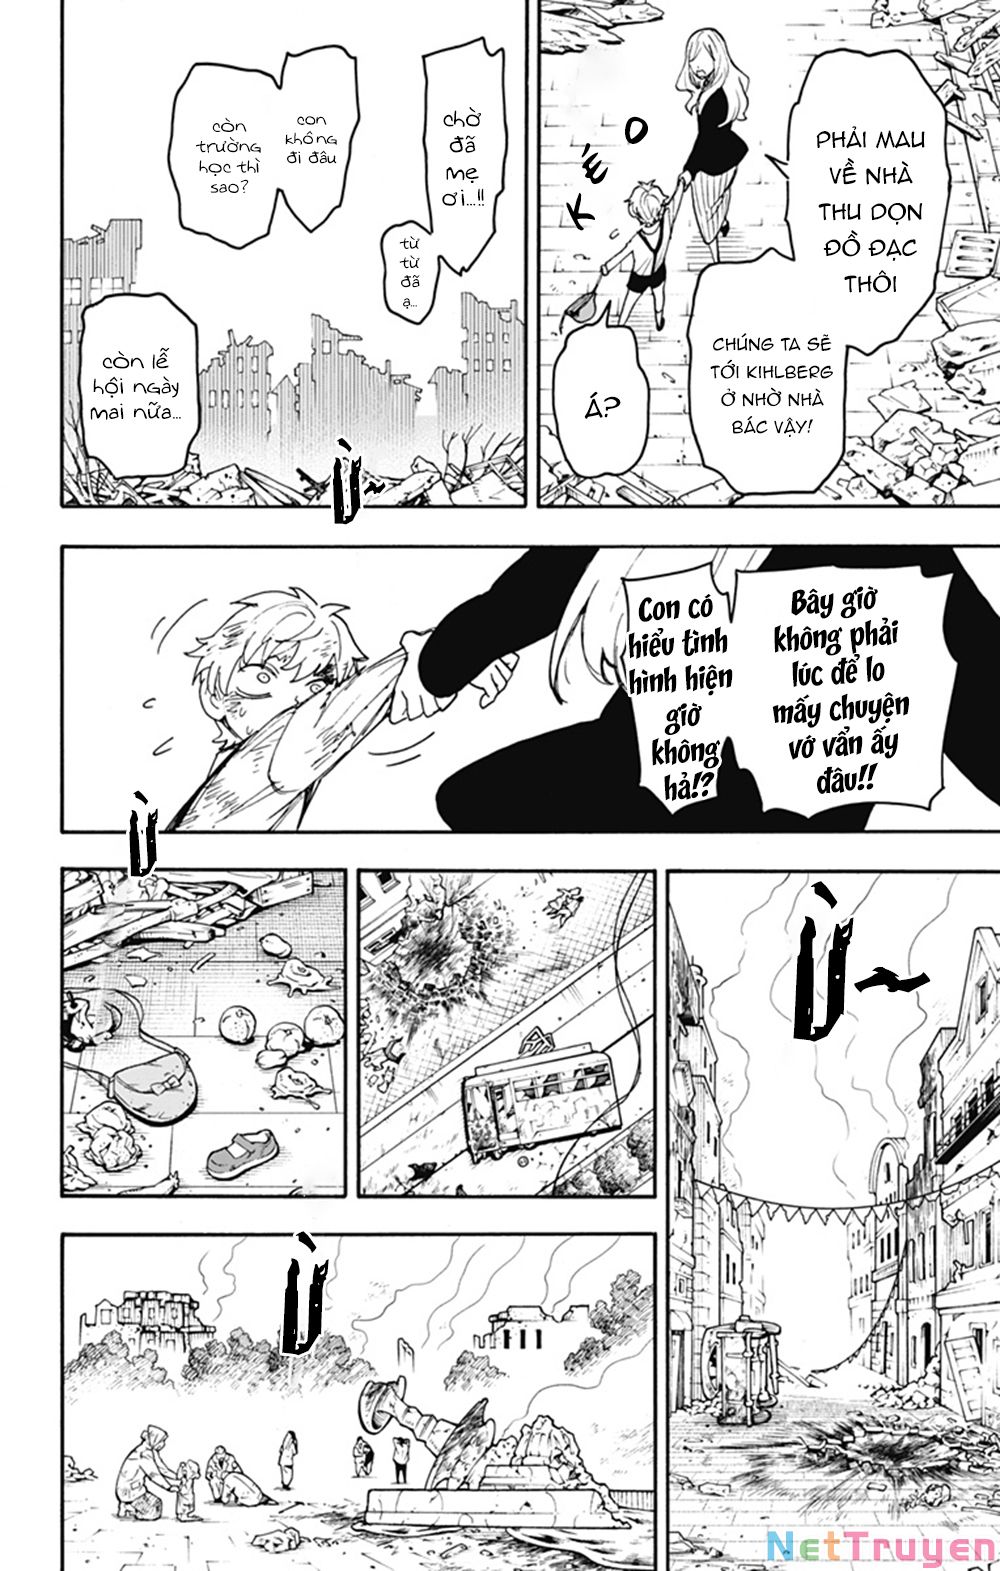 PHẢI MAU
VỀ NHÀ
THU DỌN
ĐỒ ĐẠC
THÔI
CHÚNG TA SẼ
TỚI KIHLBERG
Ở NHỜ NHÀ
BÁC VẬY!
KÉO
Á?
chờ
đã
mẹ
ơi...!!
từ
từ
đã
ạ...
con
không
đi đâu
còn
trường
học thì
sao?
còn lễ
hội ngày
mai nữa...
Ù~
Bây giờ
không phải
lúc để lo
mấy chuyện
vớ vẩn ấy
đâu!!
Con có
hiểu tình
hình hiện
giờ
không
hả!?
Ù~
Ù
Ù
NetTruyen